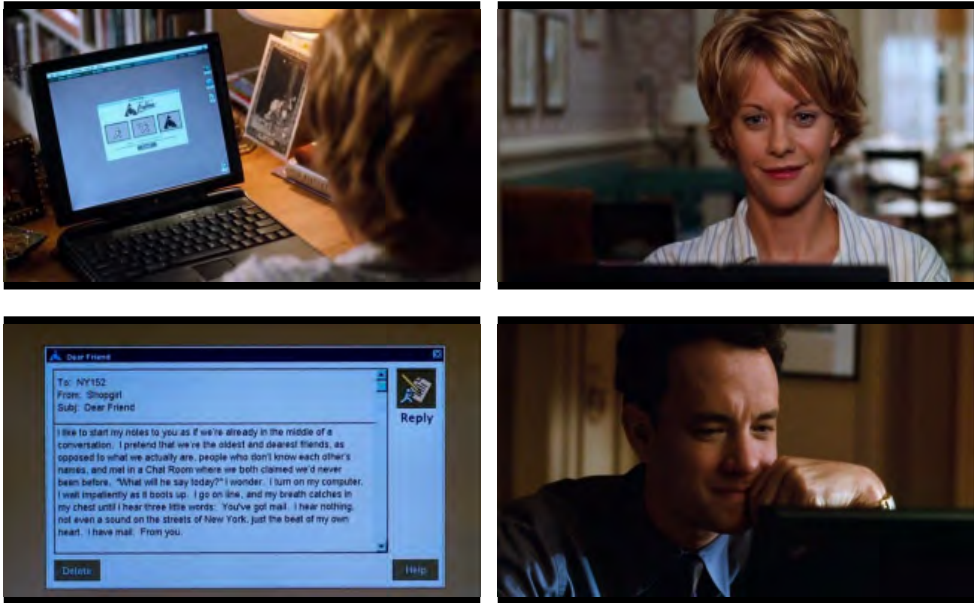 Dear Friend
To: NY152
From: Shopgirl
Subj: Dear Friend
Reply
I like to start my notes to you as if we're already in the middle of a
conversation. I pretend that we're the oldest and dearest friends, as
opposed to what we actually are, people who don't know each other's
names, and met in a Chat Room where we both claimed we'd never
been before. "What will he say today?" I wonder. I turn on my computer,
I wait impatiently as it boots up. I go on line, and my breath catches in
my chest until I hear three little words: You've got mail. I hear nothing,
not even a sound on the streets of New York, just the beat of my own
heart. I have mail. From you.
Delete
Help